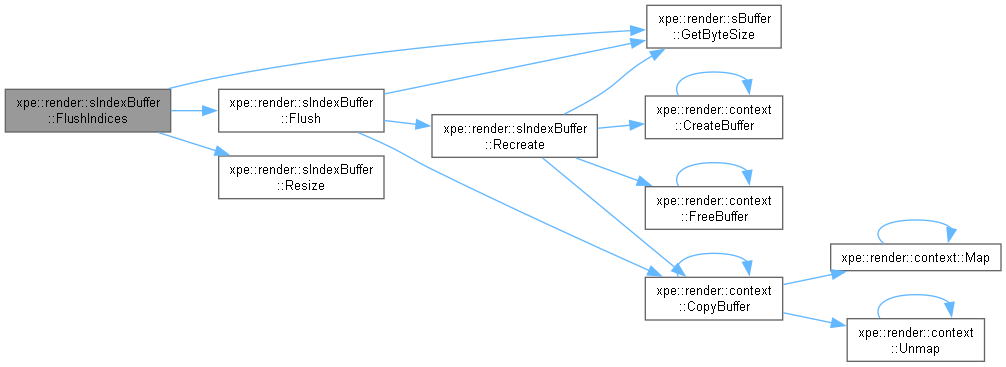 xpe::render::sIndexBuffer
::FlushIndices
xpe::render::sIndexBuffer
::Flush
xpe::render::sIndexBuffer
::Resize
xpe::render::sIndexBuffer
::Recreate
xpe::render::sBuffer
::GetByteSize
xpe::render::context
::CreateBuffer
xpe::render::context
::FreeBuffer
xpe::render::context
::CopyBuffer
xpe::render::context::Map
xpe::render::context
::Unmap